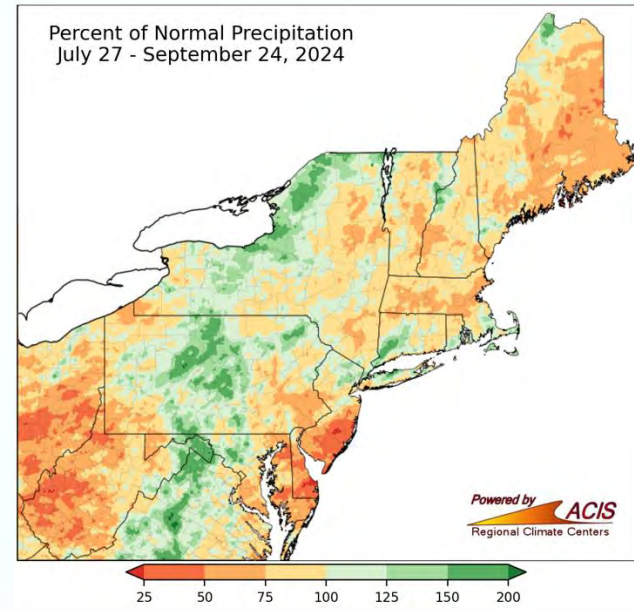 Percent of Normal Precipitation
July 27 - September 24, 2024
Powered by
ACIS
Regional Climate Centers
25 50 75 100 125 150 200